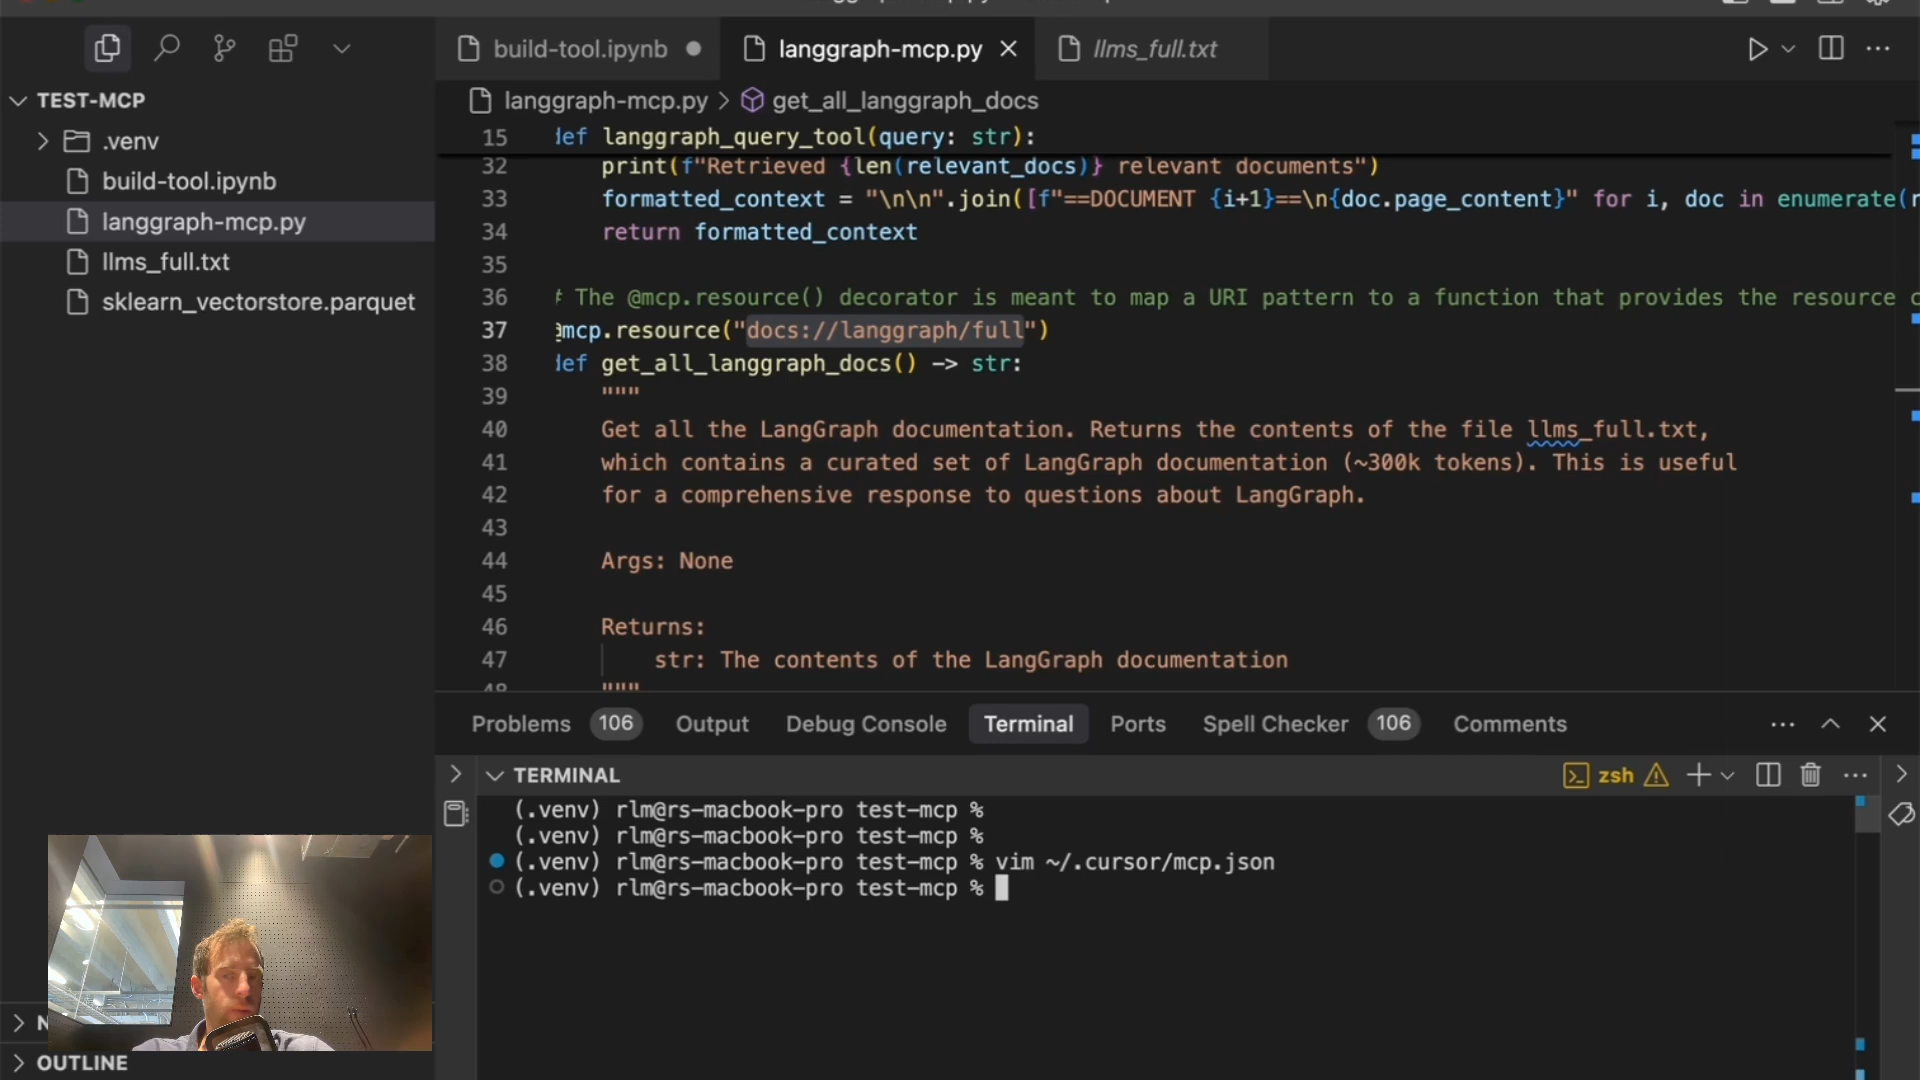 build-tool.ipynb
langgraph-mcp.py
llms_full.txt
TEST-MCP
.venv
build-tool.ipynb
langgraph-mcp.py
llms_full.txt
sklearn_vectorstore.parquet
OUTLINE
langgraph-mcp.py > get_all_langgraph_docs
15 def langgraph_query_tool(query: str):
32 print(f"Retrieved {len(relevant_docs)} relevant documents")
33 formatted_context = "\n\n".join([f"==DOCUMENT {i+1}==\n{doc.page_content}" for i, doc in enumerate(r
34 return formatted_context
35
36 # The @mcp.resource() decorator is meant to map a URI pattern to a function that provides the resource c
37 @mcp.resource("docs://langgraph/full")
38 def get_all_langgraph_docs() -> str:
39 """
40 Get all the LangGraph documentation. Returns the contents of the file llms_full.txt,
41 which contains a curated set of LangGraph documentation (~300k tokens). This is useful
42 for a comprehensive response to questions about LangGraph.
43
44 Args: None
45
46 Returns:
47 str: The contents of the LangGraph documentation
48 """
Problems 106 Output Debug Console Terminal Ports Spell Checker 106 Comments
TERMINAL
zsh
(.venv) rlm@rs-macbook-pro test-mcp %
(.venv) rlm@rs-macbook-pro test-mcp %
(.venv) rlm@rs-macbook-pro test-mcp % vim ~/.cursor/mcp.json
(.venv) rlm@rs-macbook-pro test-mcp %